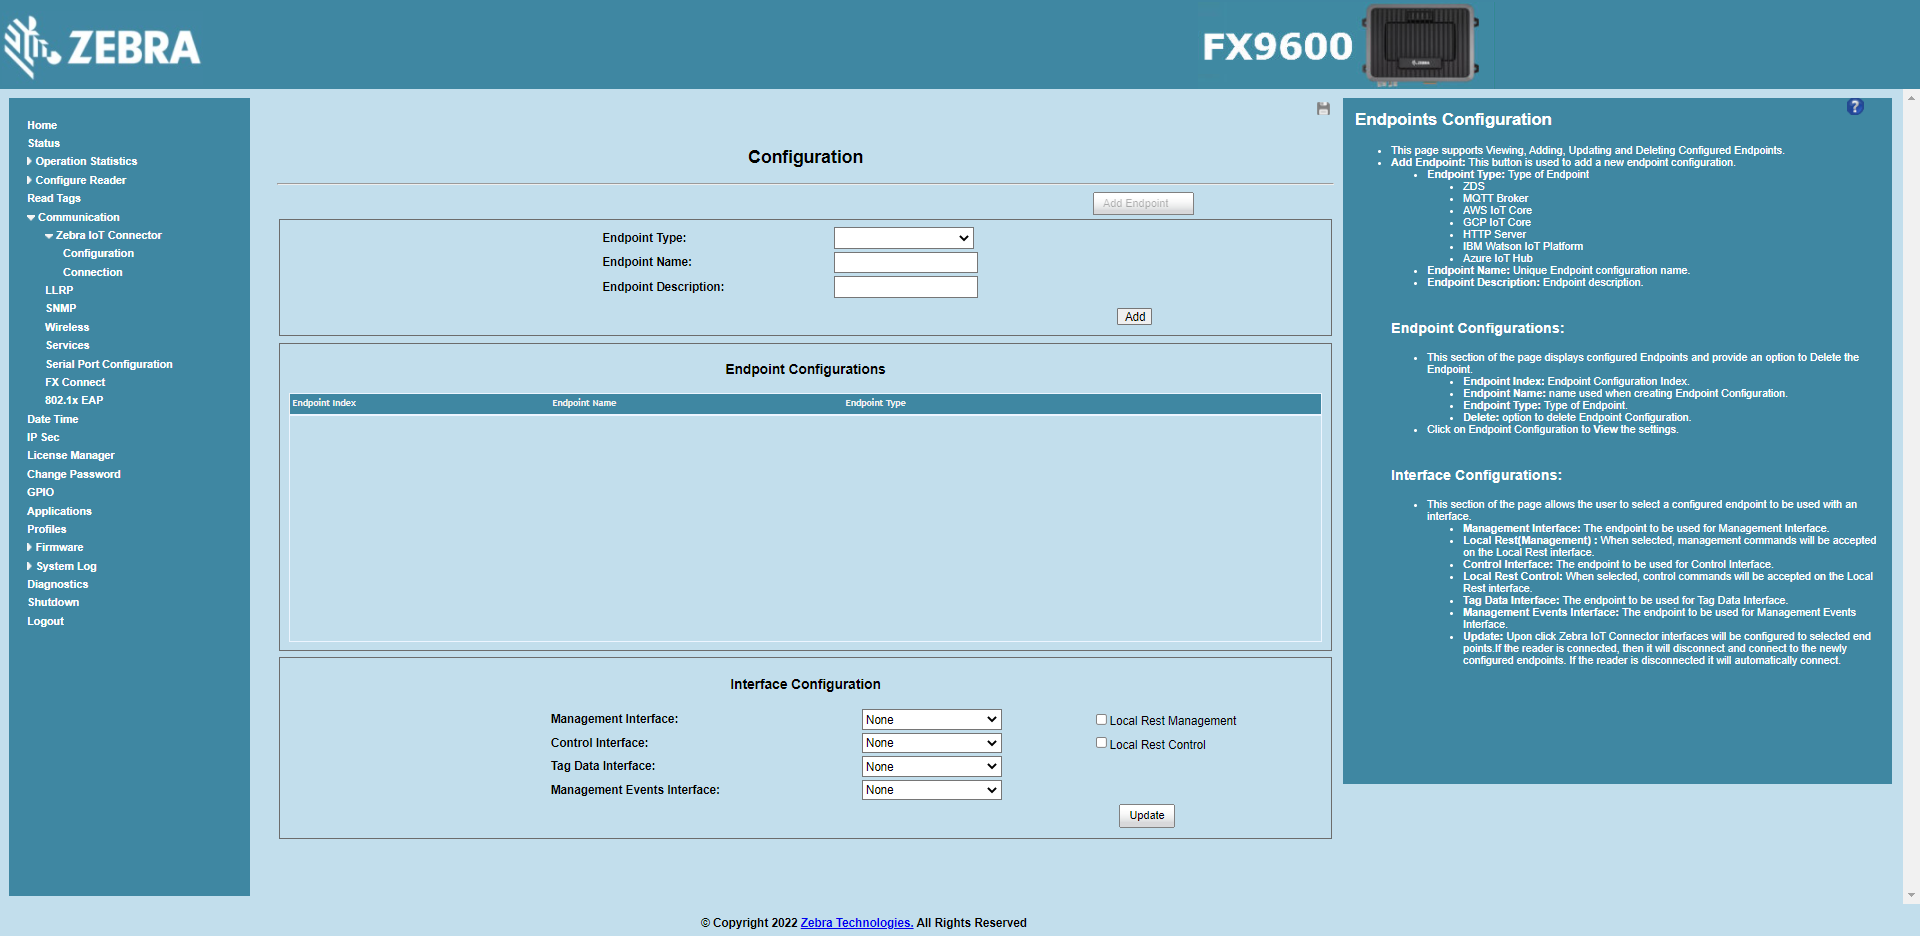 ZEBRA
FX9600
Home
Status
Operation Statistics
Configure Reader
Read Tags
Communication
Zebra IoT Connector
Configuration
Connection
LLRP
SNMP
Wireless
Services
Serial Port Configuration
FX Connect
802.1x EAP
Date Time
IP Sec
License Manager
Change Password
GPIO
Applications
Profiles
Firmware
System Log
Diagnostics
Shutdown
Logout
Configuration
Add Endpoint
Endpoint Type:
Endpoint Name:
Endpoint Description:
Add
Endpoint Configurations
Endpoint Index Endpoint Name Endpoint Type
Interface Configuration
Management Interface: None Local Rest Management
Control Interface: None Local Rest Control
Tag Data Interface: None
Management Events Interface: None
Update
?
Endpoints Configuration
This page supports Viewing, Adding, Updating and Deleting Configured Endpoints.
Add Endpoint: This button is used to add a new endpoint configuration.
Endpoint Type: Type of Endpoint
ZDS
MQTT Broker
AWS IoT Core
GCP IoT Core
HTTP Server
IBM Watson IoT Platform
Azure IoT Hub
Endpoint Name: Unique Endpoint configuration name.
Endpoint Description: Endpoint description.
Endpoint Configurations:
This section of the page displays configured Endpoints and provide an option to Delete the
Endpoint.
Endpoint Index: Endpoint Configuration Index.
Endpoint Name: name used when creating Endpoint Configuration.
Endpoint Type: Type of Endpoint.
Delete: option to delete Endpoint Configuration.
Click on Endpoint Configuration to View the settings.
Interface Configurations:
This section of the page allows the user to select a configured endpoint to be used with an
interface.
Management Interface: The endpoint to be used for Management Interface.
Local Rest(Management) : When selected, management commands will be accepted
on the Local Rest interface.
Control Interface: The endpoint to be used for Control Interface.
Local Rest Control: When selected, control commands will be accepted on the Local
Rest interface.
Tag Data Interface: The endpoint to be used for Tag Data Interface.
Management Events Interface: The endpoint to be used for Management Events
Interface.
Update: Upon click Zebra IoT Connector interfaces will be configured to selected end
points.If the reader is connected, then it will disconnect and connect to the newly
configured endpoints. If the reader is disconnected it will automatically connect.
© Copyright 2022 Zebra Technologies. All Rights Reserved